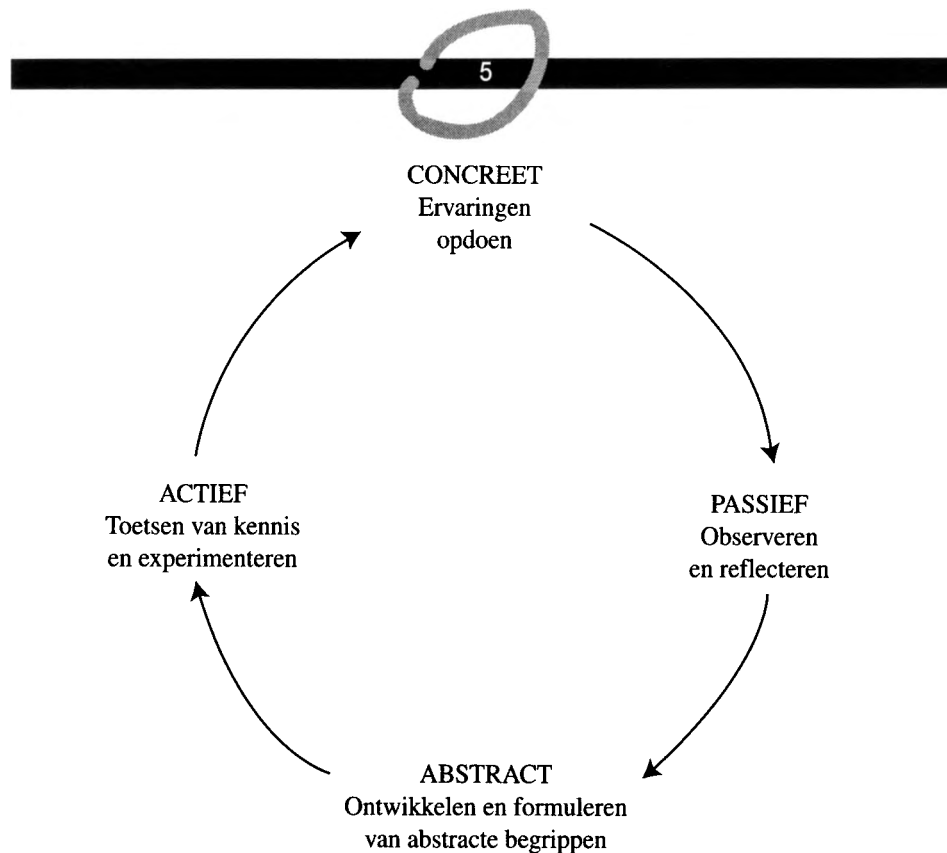 5
CONCREET
Ervaringen
opdoen
ACTIEF
Toetsen van kennis
en experimenteren
PASSIEF
Observeren
en reflecteren
ABSTRACT
Ontwikkelen en formuleren
van abstracte begrippen